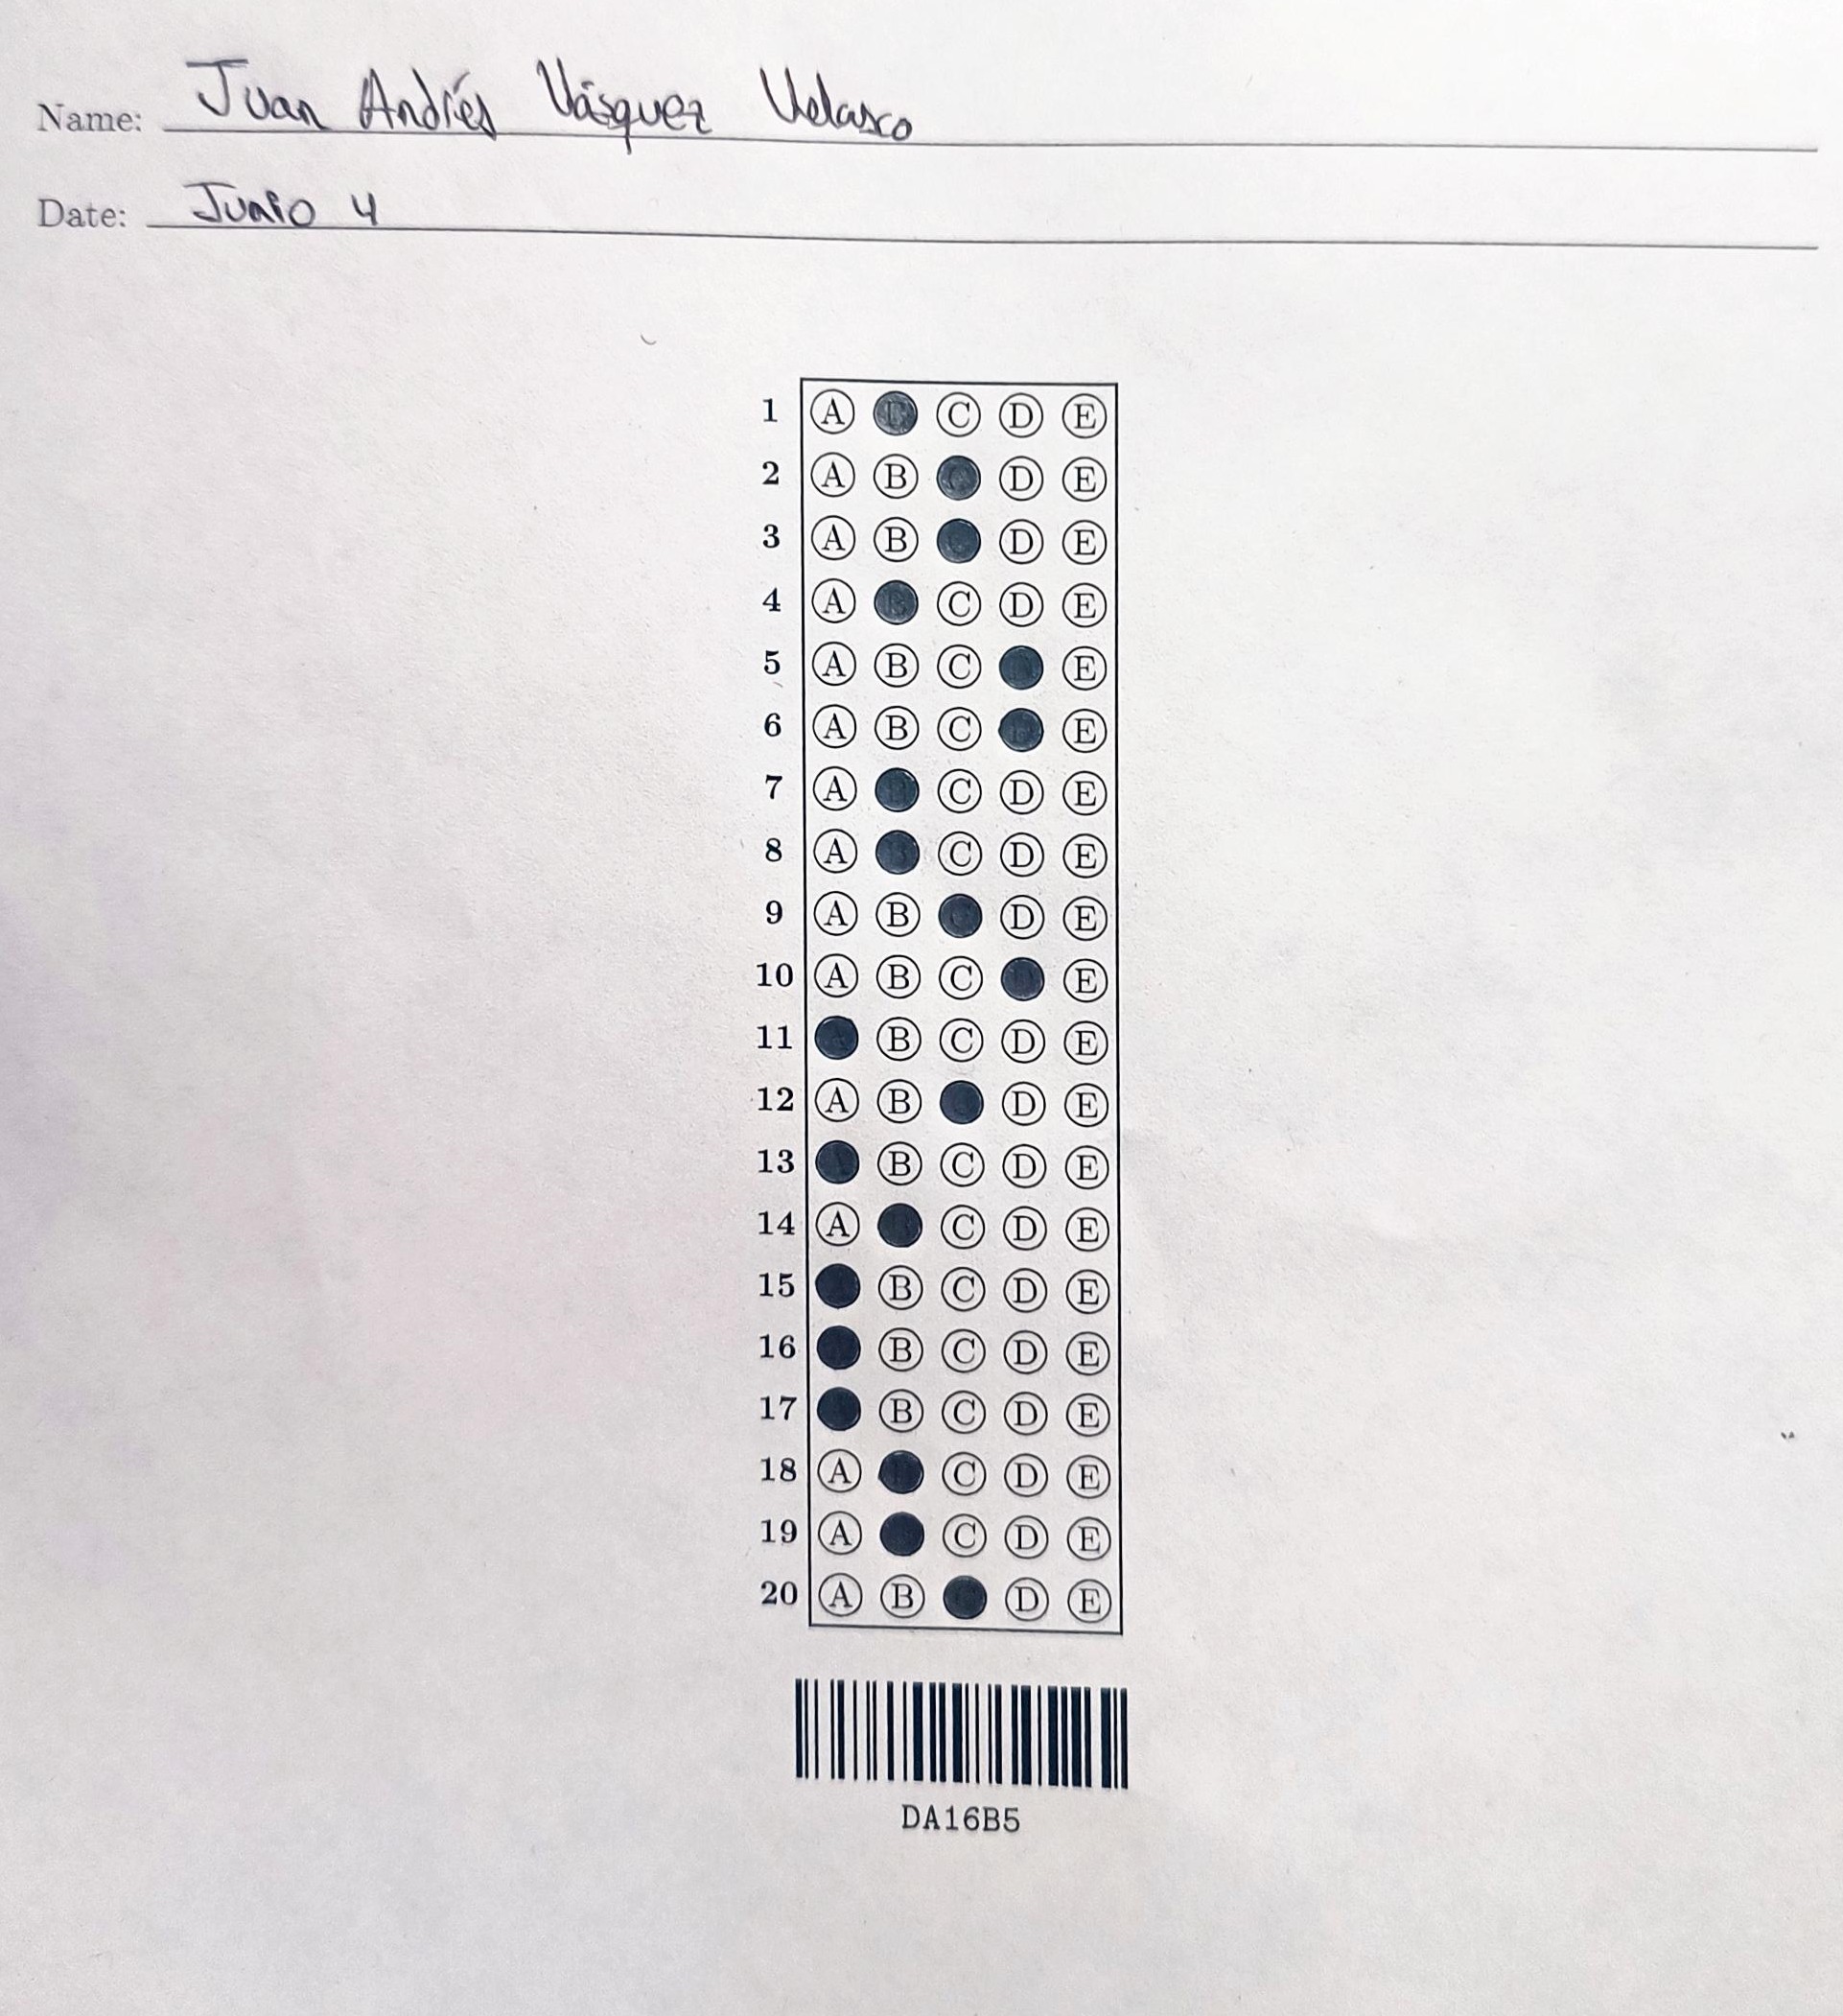 Name: Juan Andrés Vásquez Velasco
Date: Junio 4
1 A B C D E
2 A B C D E
3 A B C D E
4 A B C D E
5 A B C D E
6 A B C D E
7 A B C D E
8 A B C D E
9 A B C D E
10 A B C D E
11 A B C D E
12 A B C D E
13 A B C D E
14 A B C D E
15 B C D E
16 B C D E
17 B C D E
18 A B C D E
19 A C D E
20 A B D E
DA16B5